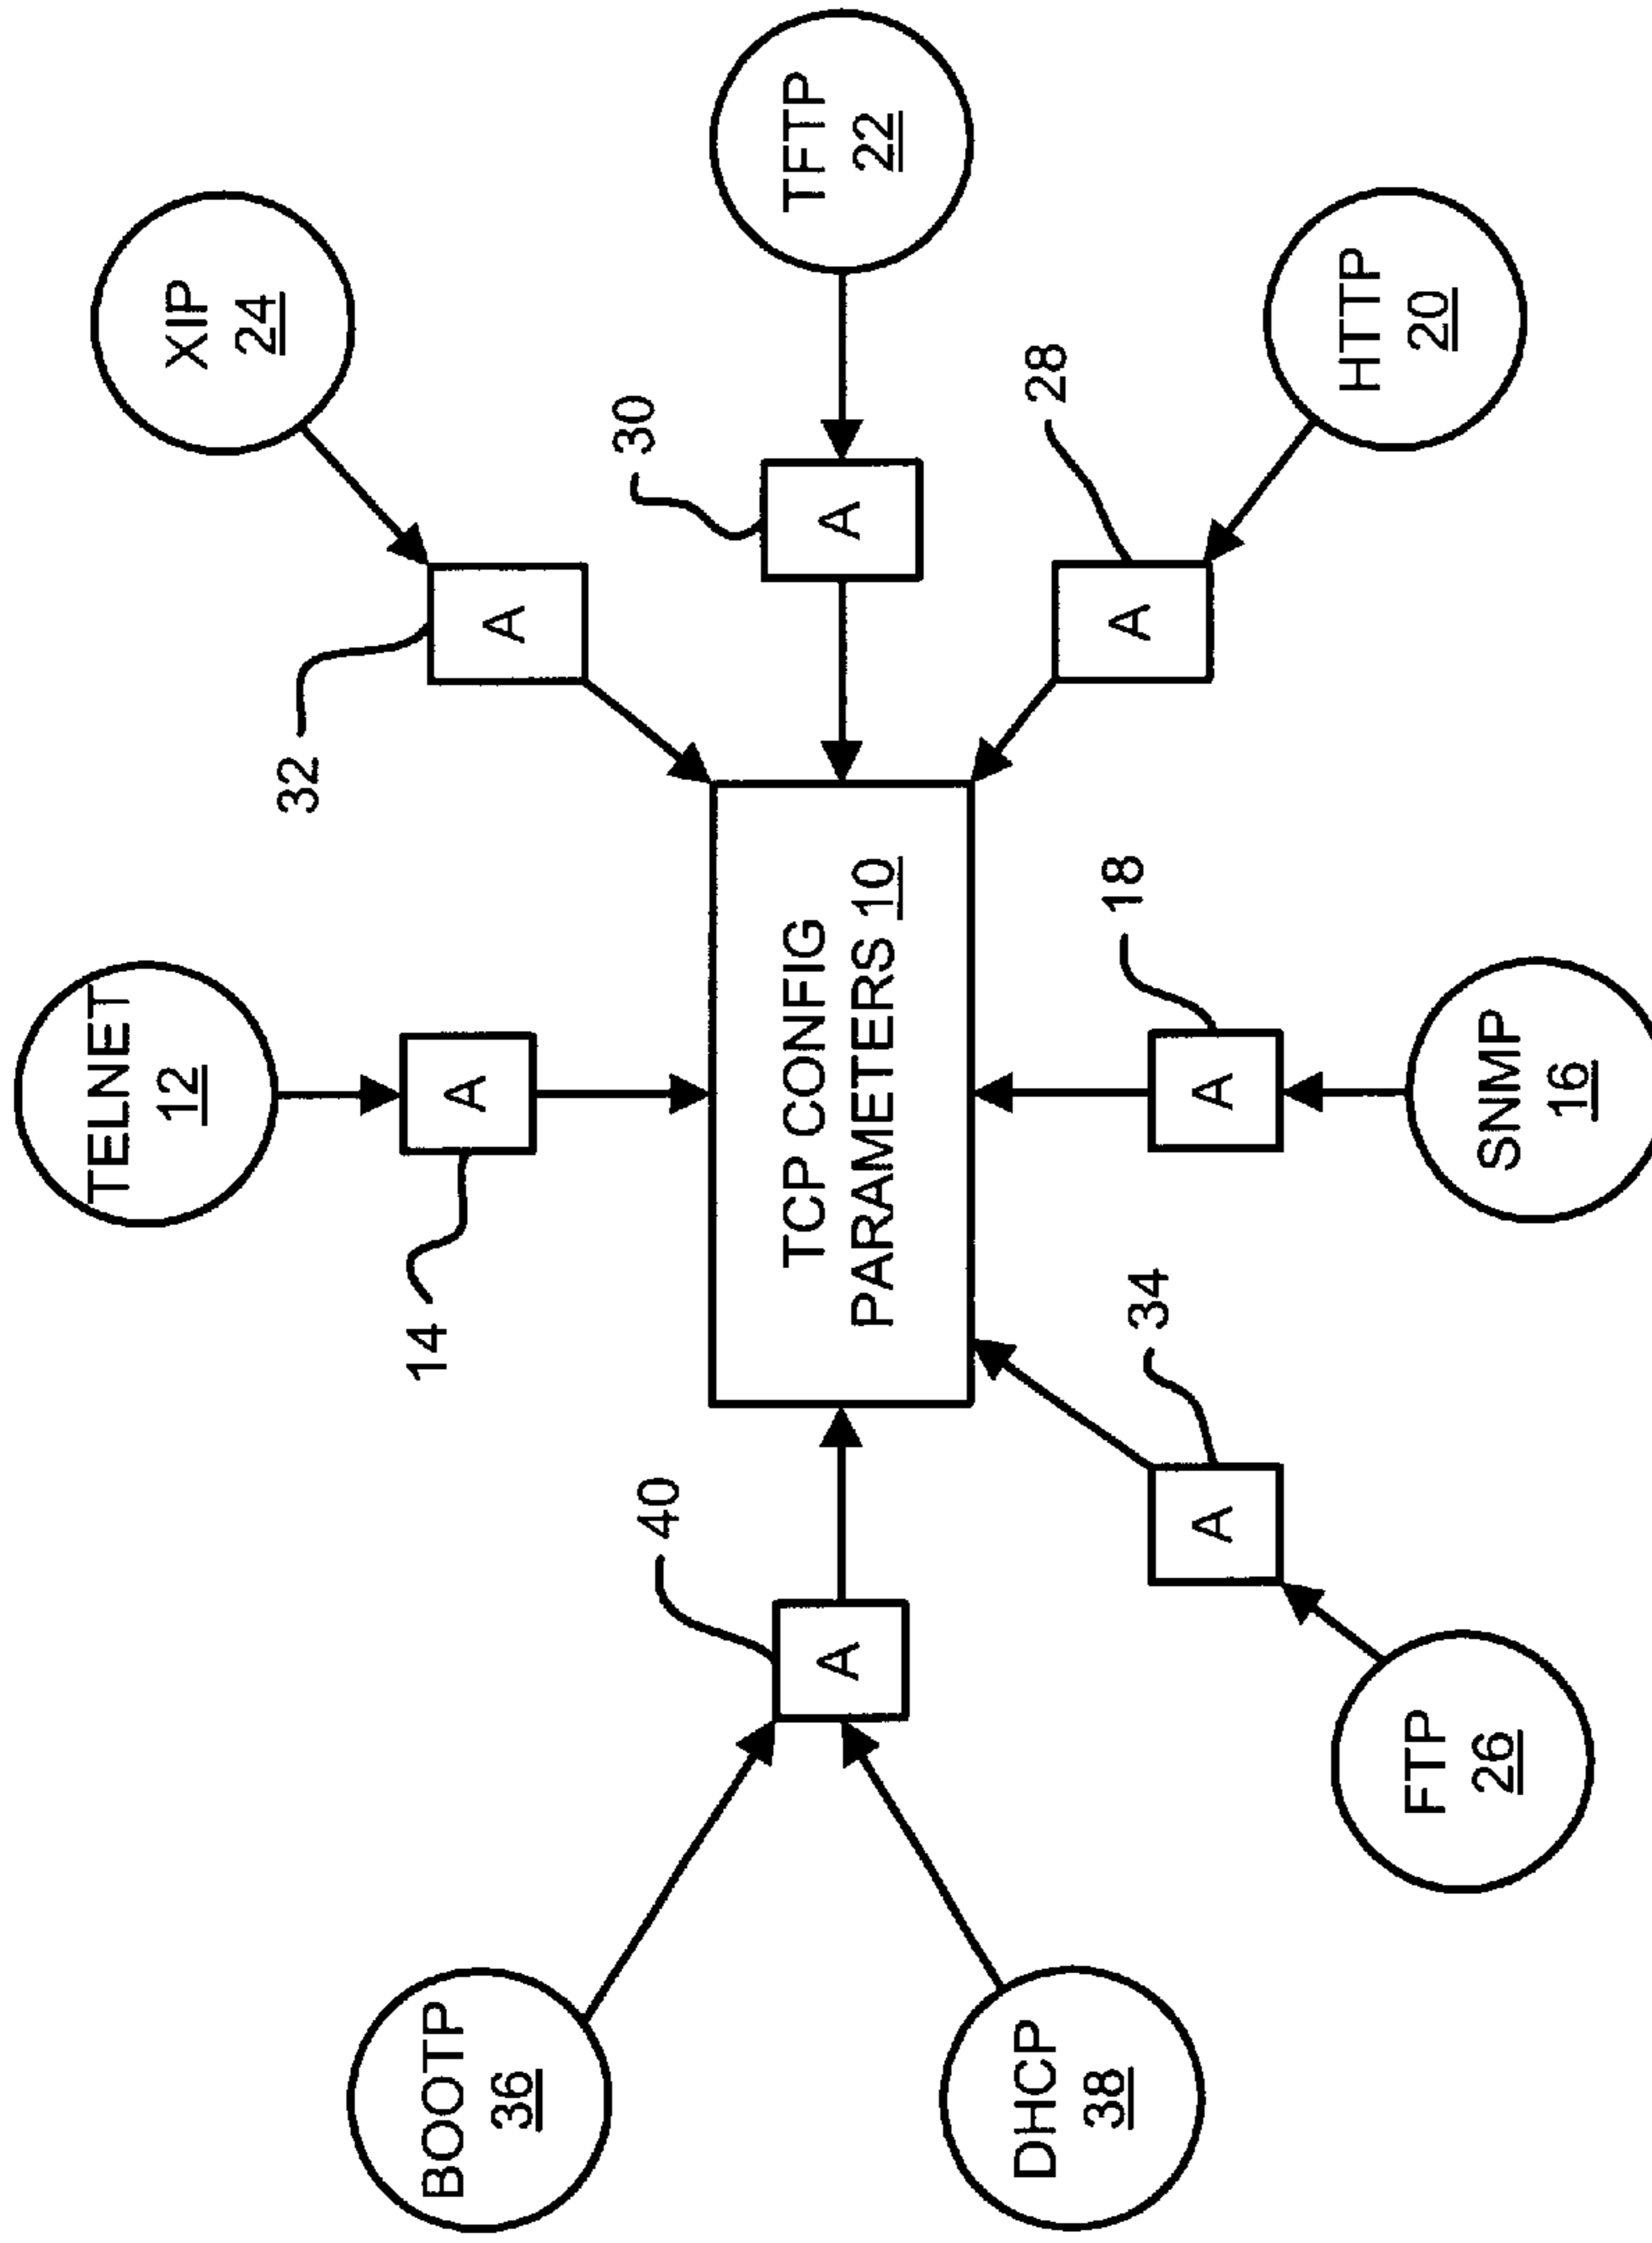 TELNET
12
XIP
24
32
14
A
BOOTP
36
A
30
40
A
TCP CONFIG
PARAMETERS 10
A
TFTP
22
DHCP
38
28
18
A
34
A
A
HTTP
20
FTP
26
SNMP
16